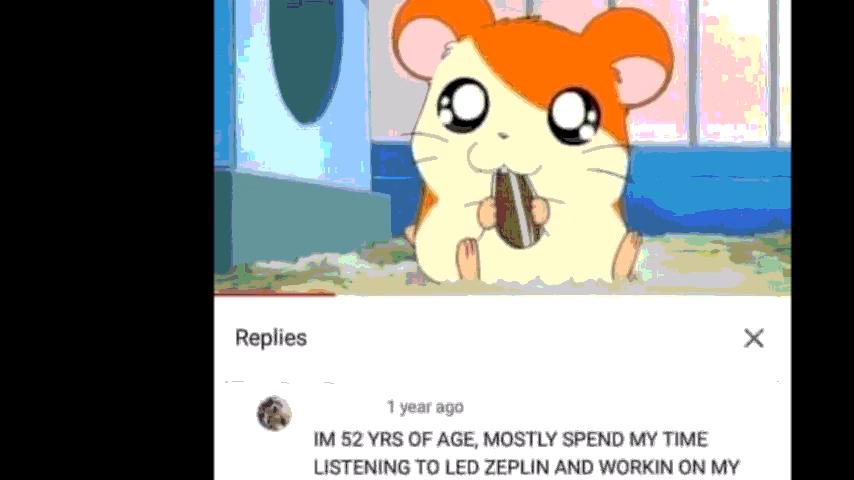 Replies
1 year ago
IM 52 YRS OF AGE, MOSTLY SPEND MY TIME
LISTENING TO LED ZEPLIN AND WORKIN ON MY